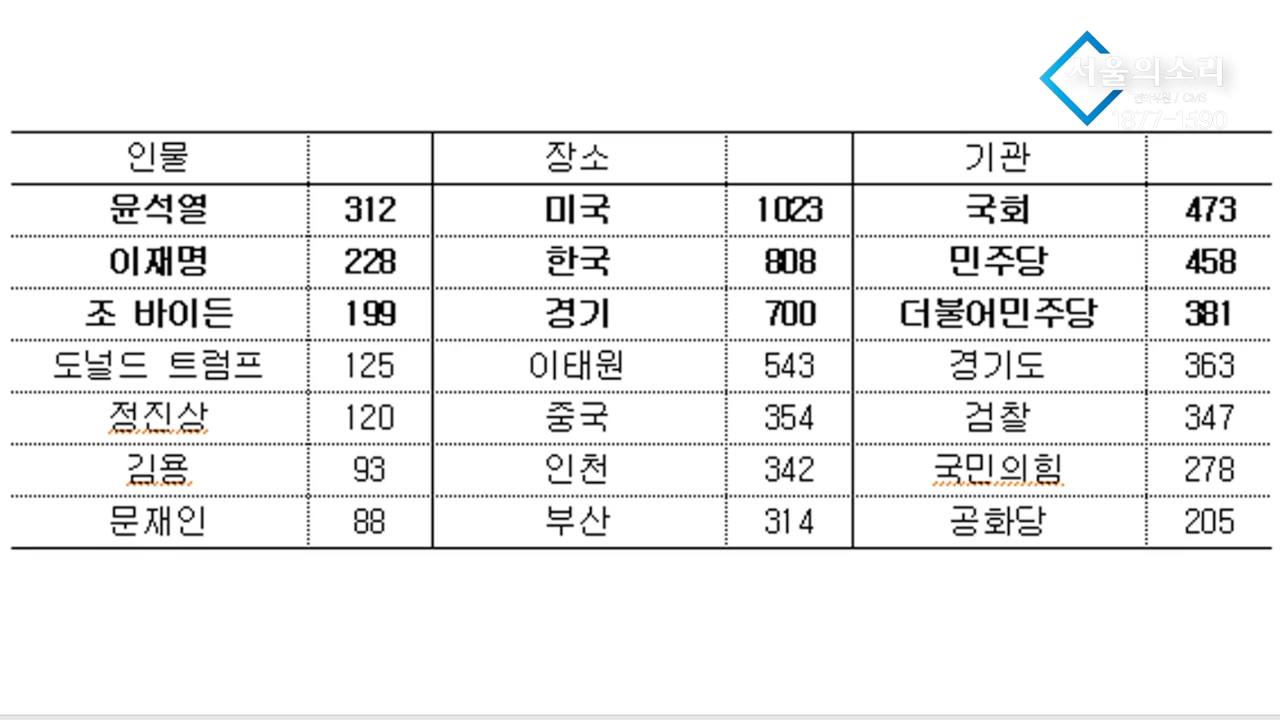 서울의소리
1877-1590
인물 장소 기관
윤석열 312 미국 1023 국회 473
이재명 228 한국 808 민주당 458
조 바이든 199 경기 700 더불어민주당 381
도널드 트럼프 125 이태원 543 경기도 363
정진상 120 중국 354 검찰 347
김용 93 인천 342 국민의힘 278
문재인 88 부산 314 공화당 205